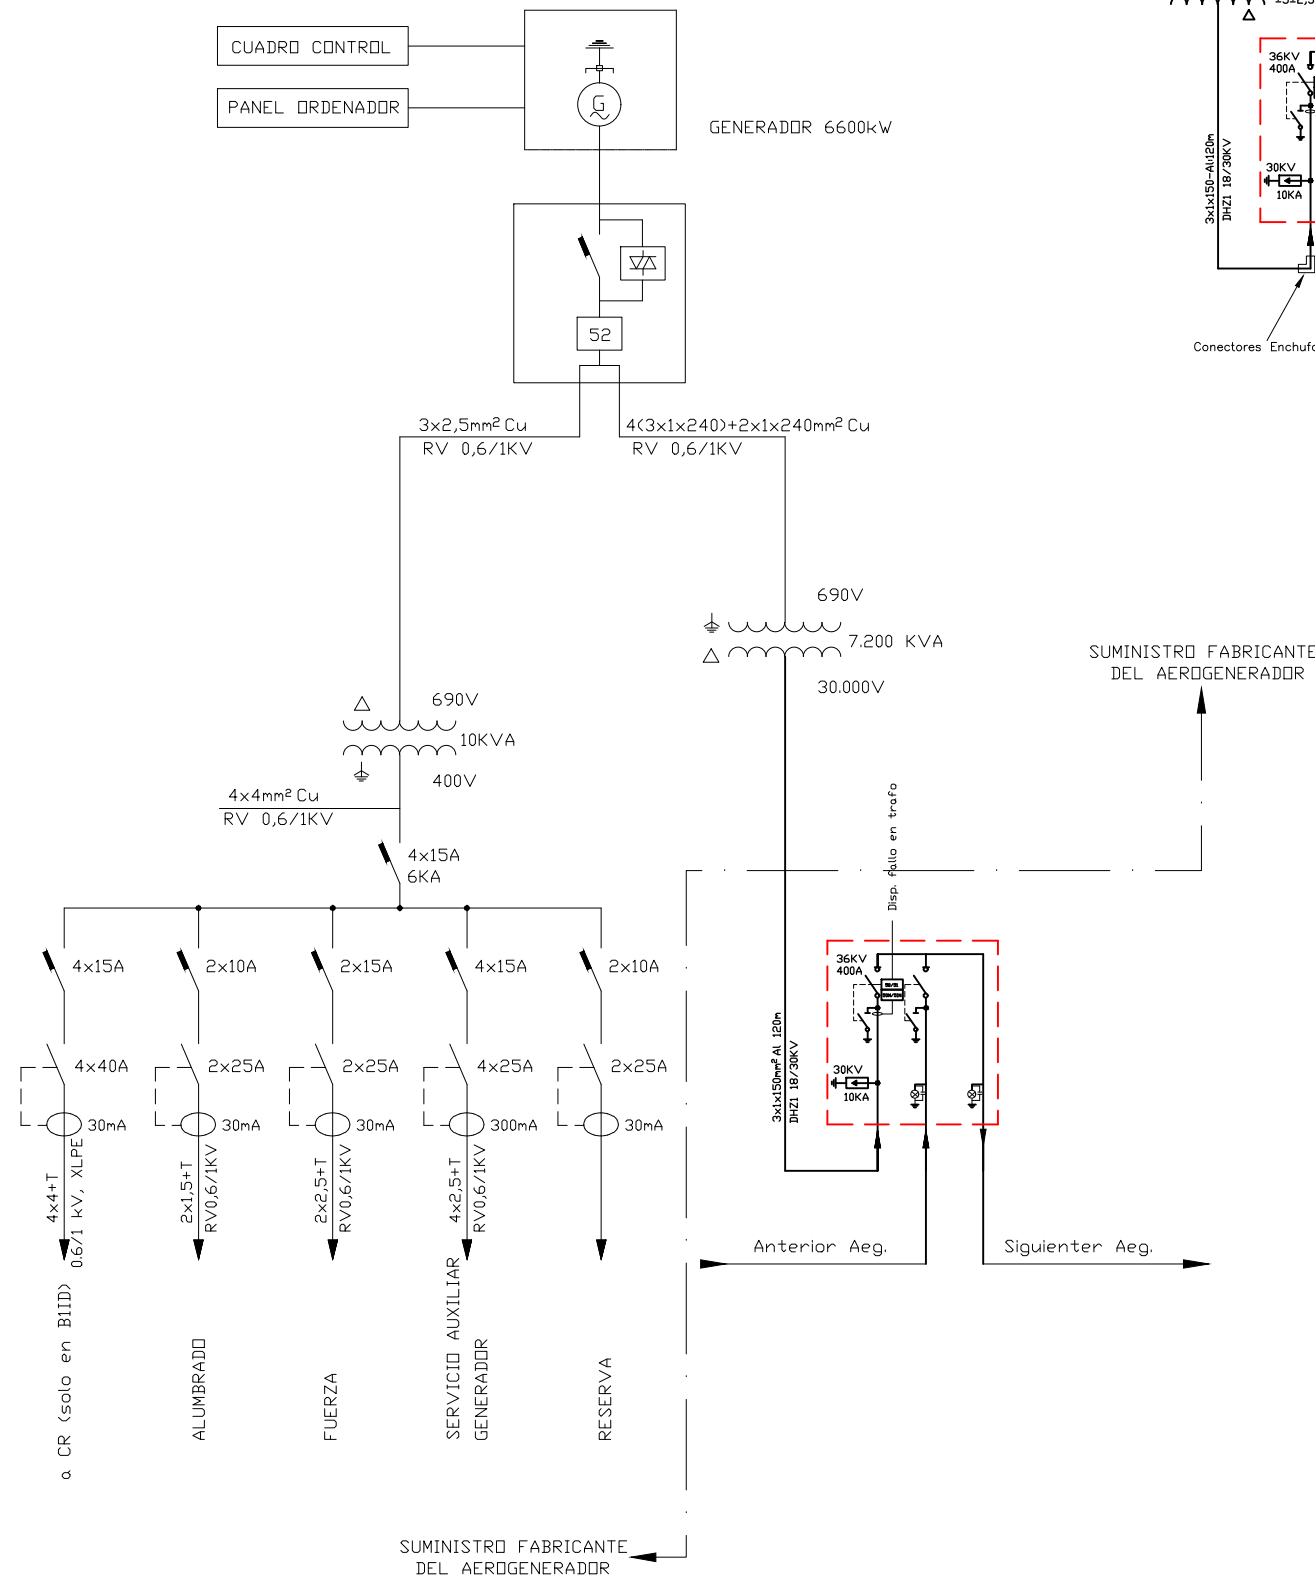 CUADRO CONTROL
PANEL ORDENADOR
G
GENERADOR 6600kW
52
3x2,5mm² Cu
RV 0,6/1KV
4(3x1x240)+2x1x240mm² Cu
RV 0,6/1KV
36KV
400A
30KV
10KA
3x1x150-Al120m
DHZ1 18/30KV
Conectores
690V
7.200 KVA
30.000V
690V
10KVA
400V
4x4mm² Cu
RV 0,6/1KV
4x15A
6KA
SUMINISTRO FABRICANTE
DEL AEROGENERADOR
Disp. fallo en trafo
36KV
400A
30KV
10KA
3x1x150mm² Al 120m
DHZ1 18/30KV
4x15A
2x10A
2x15A
4x15A
2x10A
4x40A
2x25A
2x25A
4x25A
2x25A
30mA
30mA
30mA
300mA
30mA
4x4+T
0.6/1 kV, XLPE
2x1,5+T
RV0,6/1KV
2x2,5+T
RV0,6/1KV
4x2,5+T
RV0,6/1KV
Anterior Aeg.
Siguienter Aeg.
a CR (solo en B11D)
ALUMBRADO
FUERZA
SERVICIO AUXILIAR
GENERADOR
RESERVA
SUMINISTRO FABRICANTE
DEL AEROGENERADOR